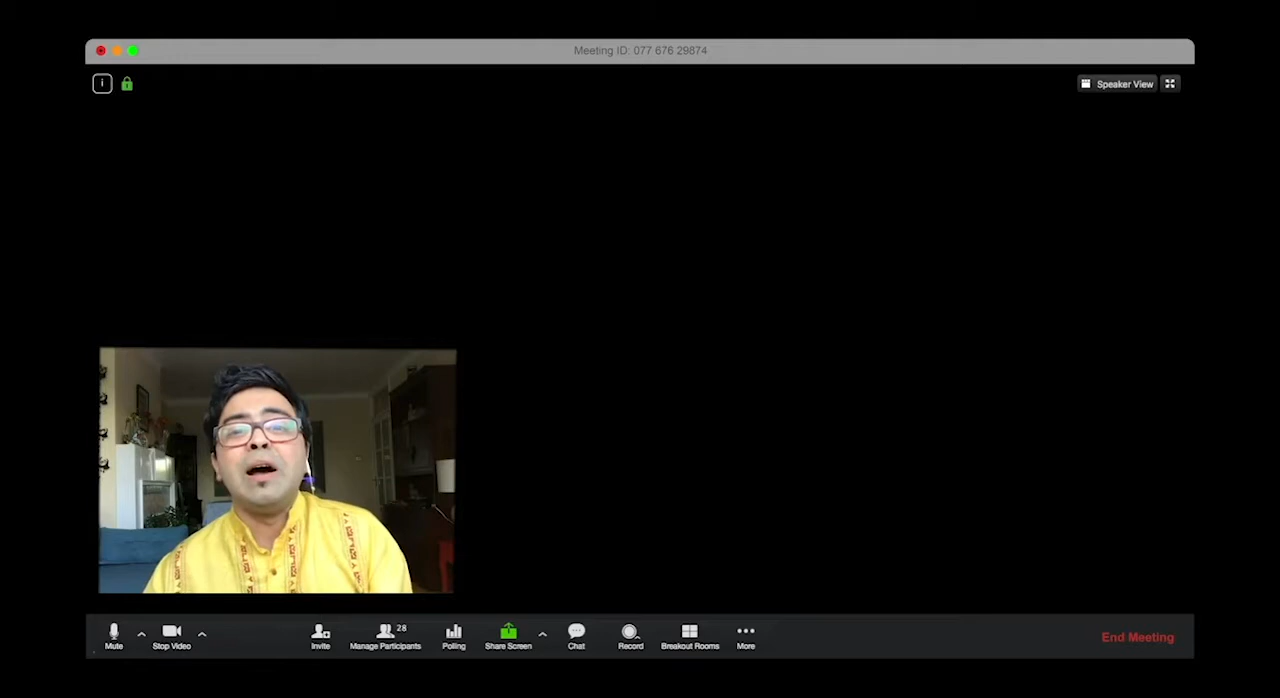 Meeting ID: 077 676 29874
i
Speaker View
28
Mute
Stop Video
Invite
Manage Participants
Polling
Share Screen
Chat
Record
Breakout Rooms
More
End Meeting